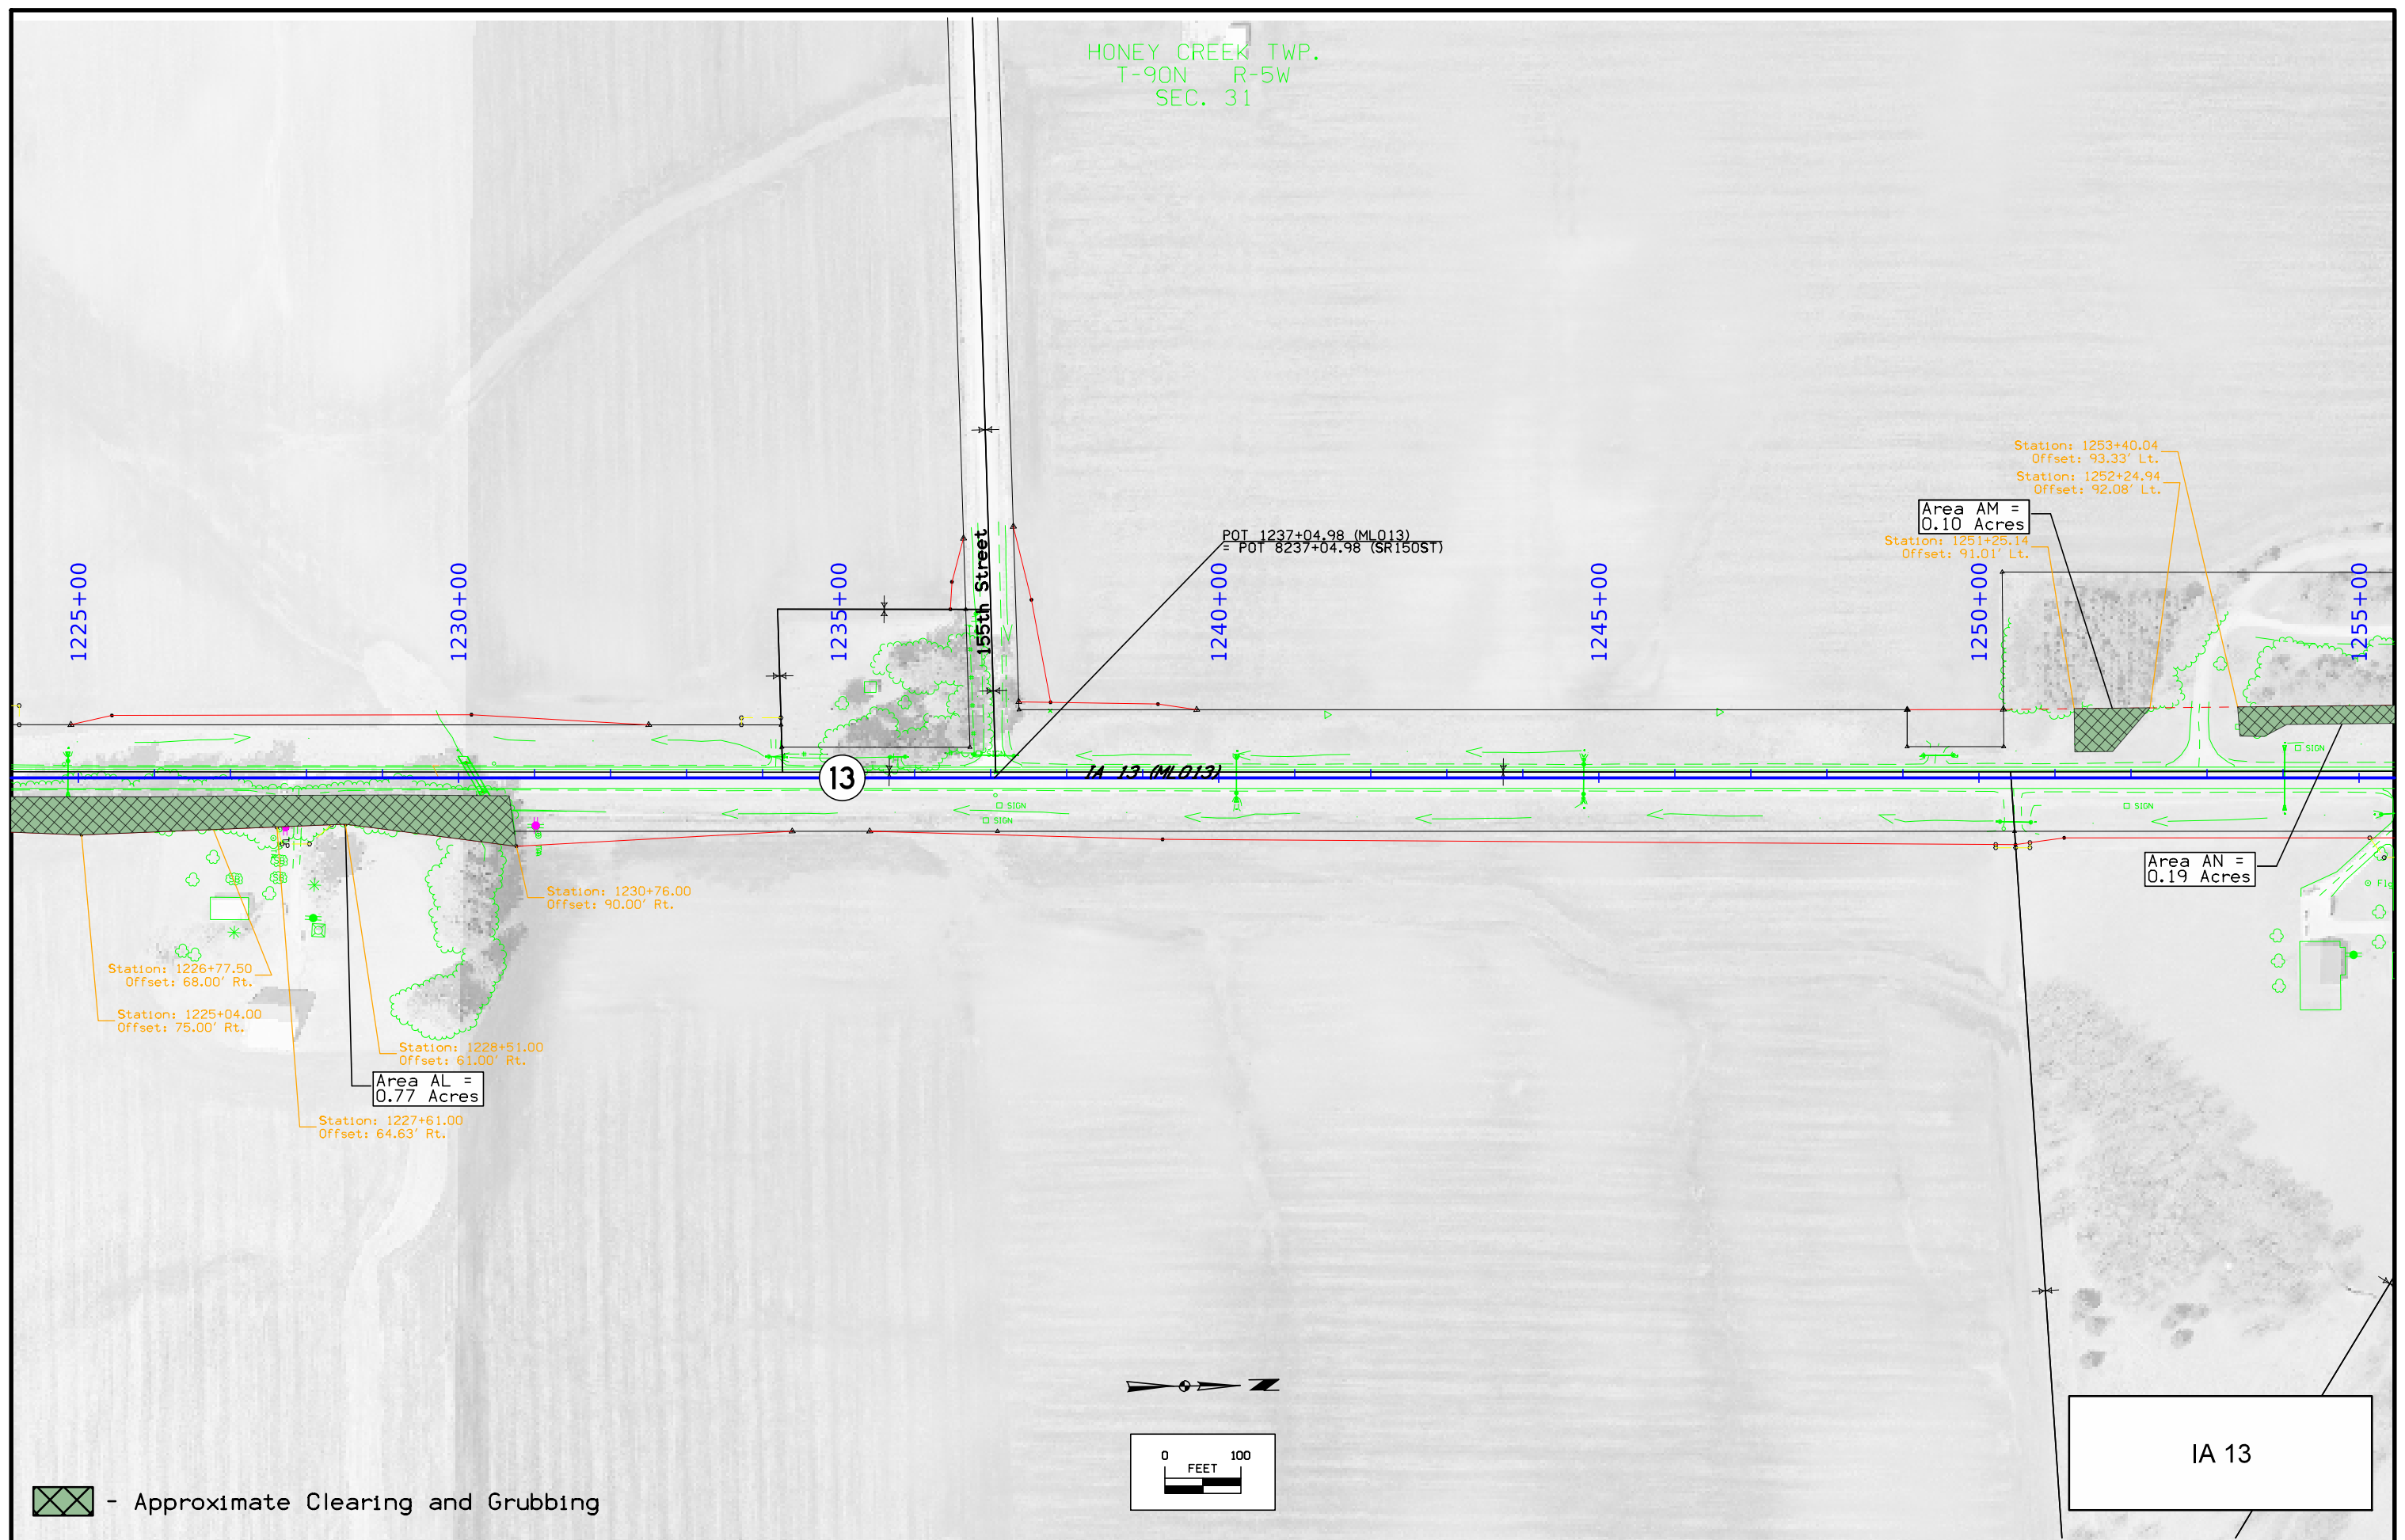 HONEY CREEK TWP.
T-90N R-5W
SEC. 31
Station: 1253+40.04
Offset: 93.33' Lt.
Station: 1252+24.94
Offset: 92.08' Lt.
Area AM =
0.10 Acres
Station: 1251+25.14
Offset: 91.01' Lt.
POT 1237+04.98 (ML013)
= POT 8237+04.98 (SR150ST)
155th Street
1225+00
1230+00
1235+00
1240+00
1245+00
1250+00
1255+00
SIGN
13
IA 13 (ML013)
SIGN
SIGN
SIGN
Area AN =
0.19 Acres
Station: 1230+76.00
Offset: 90.00' Rt.
Station: 1226+77.50
Offset: 68.00' Rt.
Station: 1225+04.00
Offset: 75.00' Rt.
Station: 1228+51.00
Offset: 61.00' Rt.
Area AL =
0.77 Acres
Station: 1227+61.00
Offset: 64.63' Rt.
0 100
FEET
IA 13
- Approximate Clearing and Grubbing